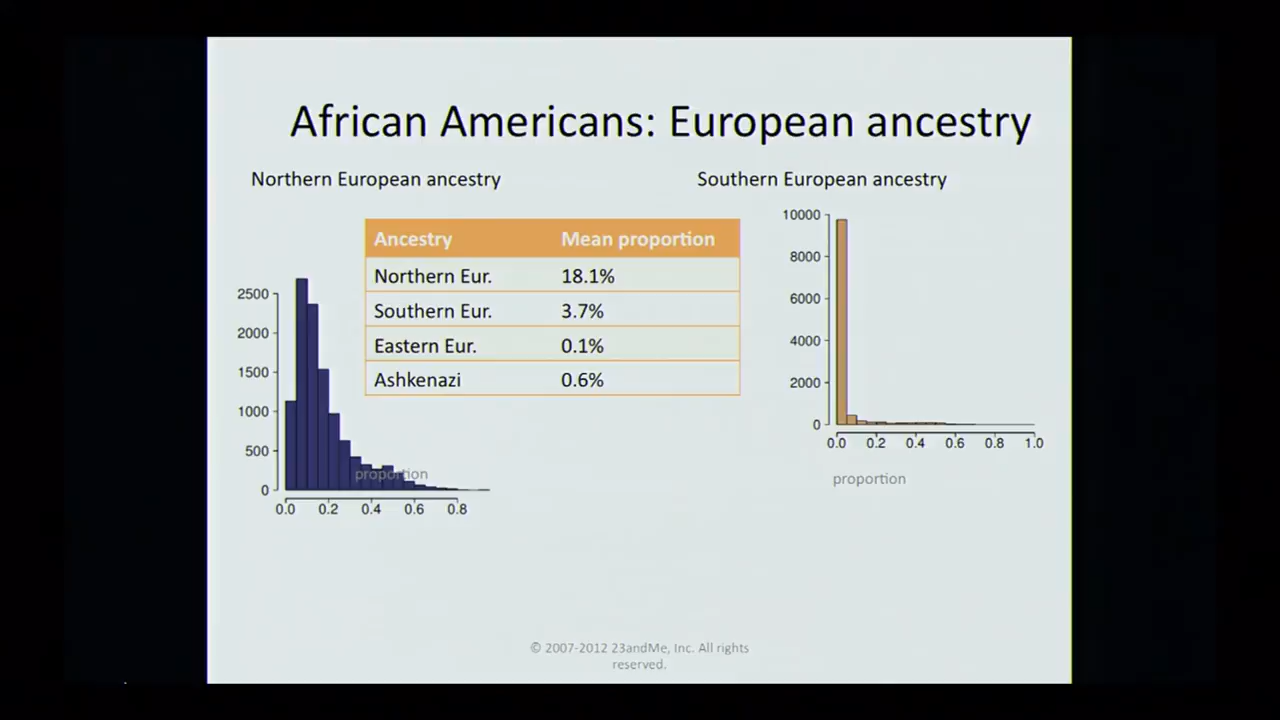 African Americans: European ancestry
Northern European ancestry
Southern European ancestry
Ancestry Mean proportion
Northern Eur. 18.1%
Southern Eur. 3.7%
Eastern Eur. 0.1%
Ashkenazi 0.6%
2500
2000
1500
1000
500
0
0.0 0.2 0.4 0.6 0.8
proportion
10000
8000
6000
4000
2000
0
0.0 0.2 0.4 0.6 0.8 1.0
proportion
© 2007-2012 23andMe, Inc. All rights
reserved.